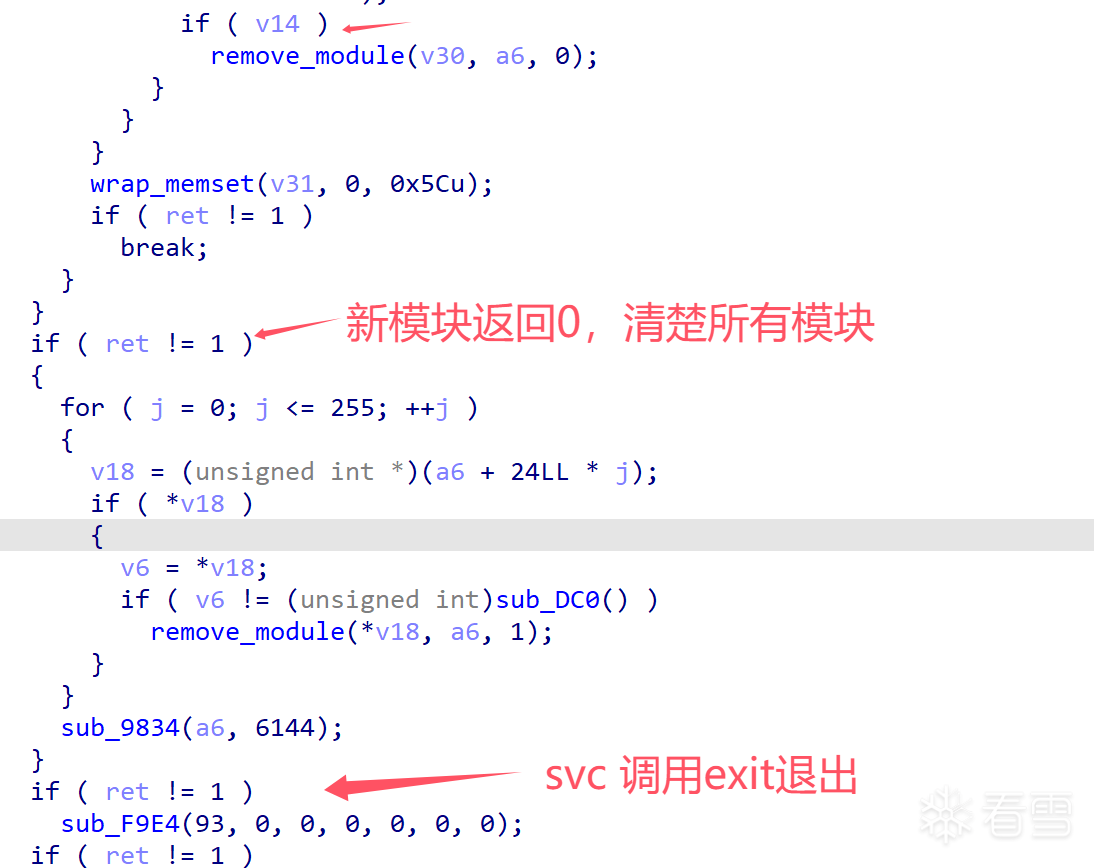 if ( v14 )
remove_module(v30, a6, 0);
}
}
}
wrap_memset(v31, 0, 0x5Cu);
if ( ret != 1 )
break;
}
}
if ( ret != 1 ) 新模块返回0，清楚所有模块
{
for ( j = 0; j <= 255; ++j )
{
v18 = (unsigned int *)(a6 + 24LL * j);
if ( *v18 )
{
v6 = *v18;
if ( v6 != (unsigned int)sub_DC0() )
remove_module(*v18, a6, 1);
}
}
sub_9834(a6, 6144);
}
if ( ret != 1 ) svc 调用exit退出
sub_F9E4(93, 0, 0, 0, 0, 0, 0);
if ( ret != 1 )
看雪